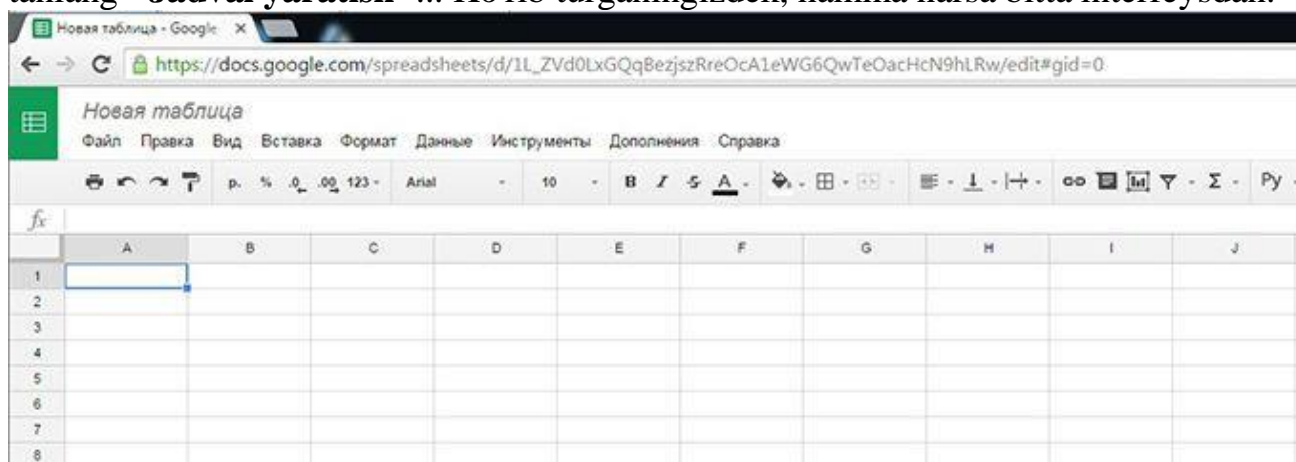 Новая таблица - Google
https://docs.google.com/spreadsheets/d/1L_ZVd0LxGQqBezjszRreOcA1eWG6QwTeOacHcN9hLRw/edit#gid=0
Новая таблица
Файл Правка Вид Вставка Формат Данные Инструменты Дополнения Справка
р. % .0 .00 123 Arial 10 B I S A Σ Ру
fx
A B C D E F G H I J
1
2
3
4
5
6
7
8